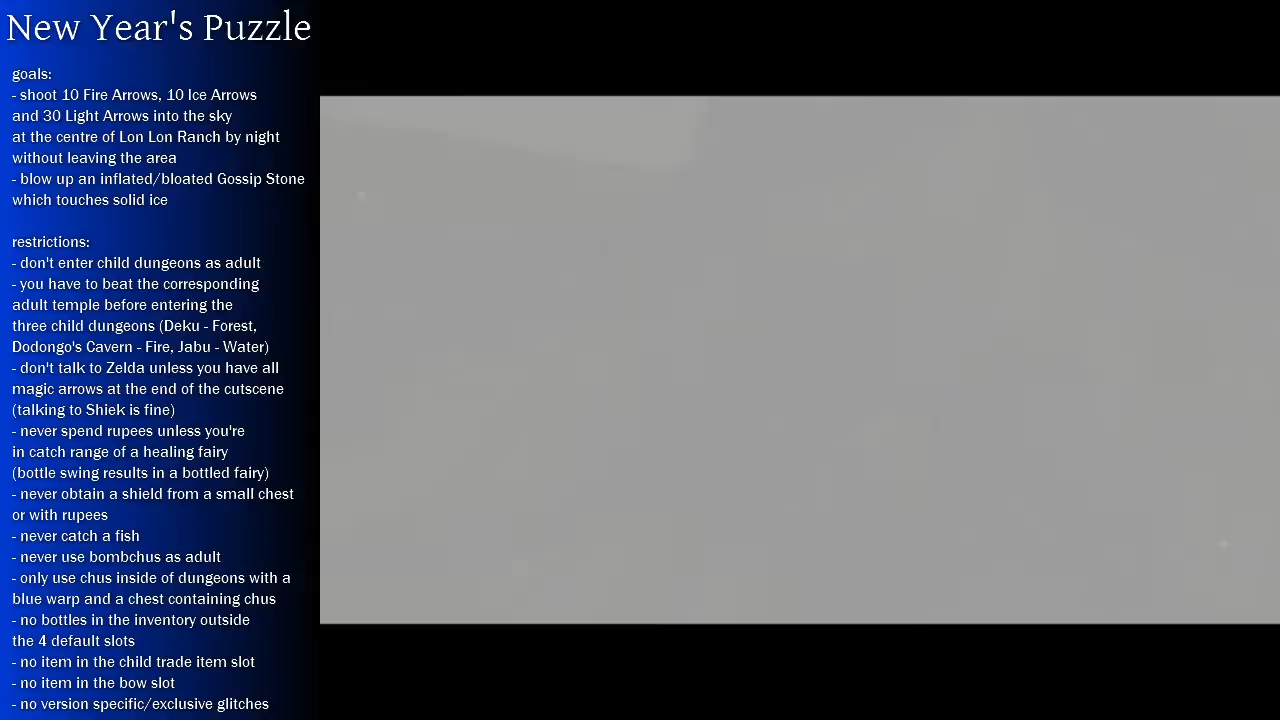 New Year's Puzzle
goals:
- shoot 10 Fire Arrows, 10 Ice Arrows
and 30 Light Arrows into the sky
at the centre of Lon Lon Ranch by night
without leaving the area
- blow up an inflated/bloated Gossip Stone
which touches solid ice
restrictions:
- don't enter child dungeons as adult
- you have to beat the corresponding
adult temple before entering the
three child dungeons (Deku - Forest,
Dodongo's Cavern - Fire, Jabu - Water)
- don't talk to Zelda unless you have all
magic arrows at the end of the cutscene
(talking to Shiek is fine)
- never spend rupees unless you're
in catch range of a healing fairy
(bottle swing results in a bottled fairy)
- never obtain a shield from a small chest
or with rupees
- never catch a fish
- never use bombchus as adult
- only use chus inside of dungeons with a
blue warp and a chest containing chus
- no bottles in the inventory outside
the 4 default slots
- no item in the child trade item slot
- no item in the bow slot
- no version specific/exclusive glitches